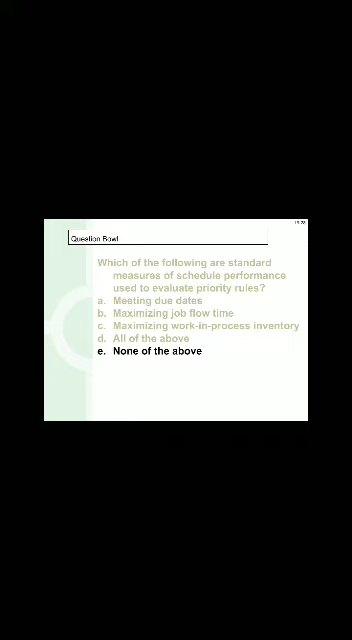 Question Bowl
Which of the following are standard
measures of schedule performance
used to evaluate priority rules?
a. Meeting due dates
b. Maximizing job flow time
c. Maximizing work-in-process inventory
d. All of the above
e. None of the above